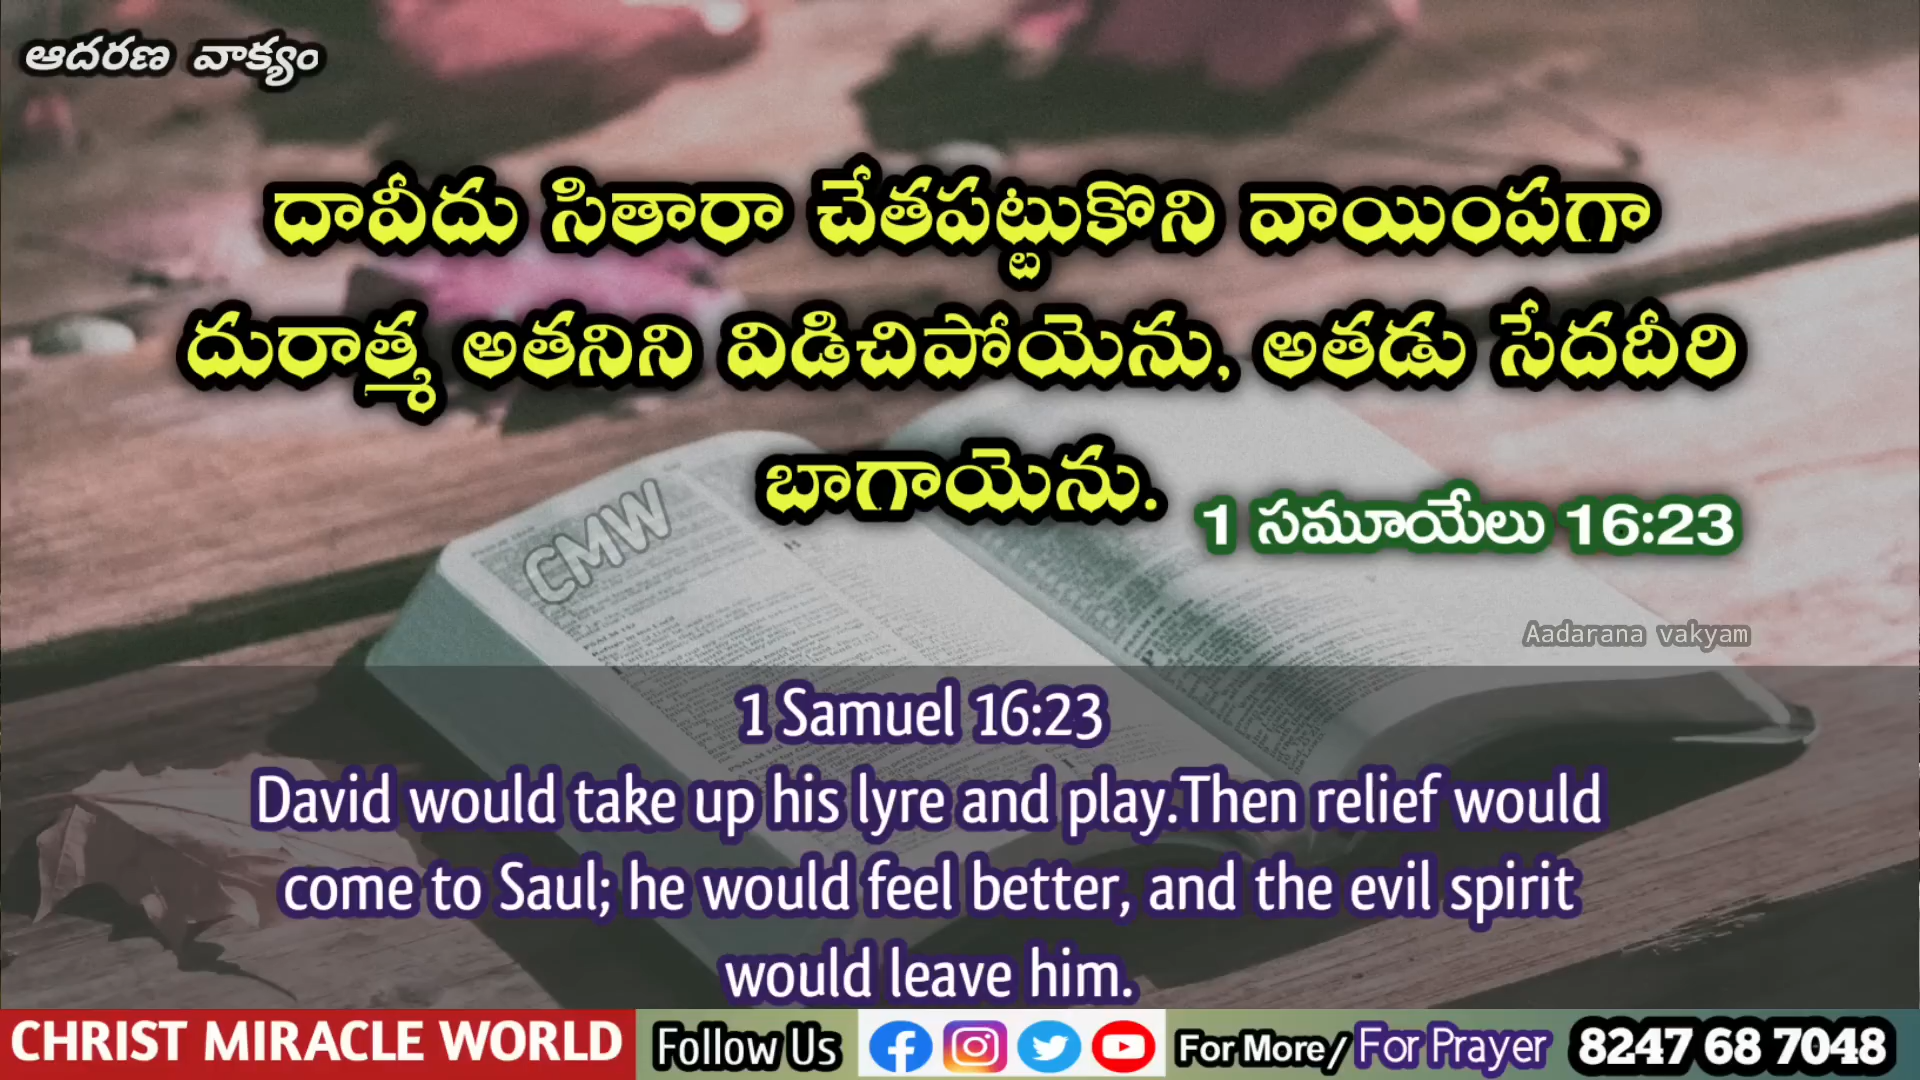 ఆదరణ వాక్యం
దావీదు సితారా చేతపట్టుకొని వాయింపగా
దురాత్మ అతనిని విడిచిపోయెను, అతడు సేదదీరి
బాగాయెను.
1 సమూయేలు 16:23
CMW
Aadarana vakyam
1 Samuel 16:23
David would take up his lyre and play.Then relief would
come to Saul; he would feel better, and the evil spirit
would leave him.
CHRIST MIRACLE WORLD Follow Us For More/ For Prayer 8247 68 7048